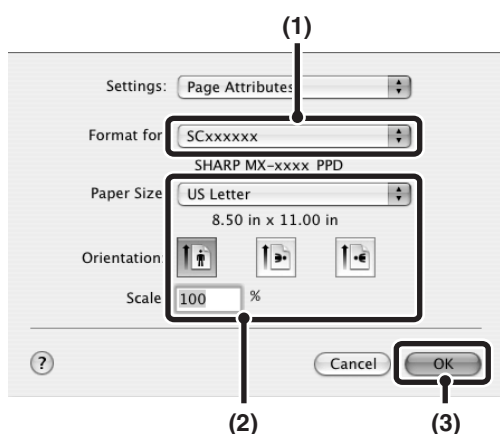 (1)
Settings: Page Attributes
Format for SCxxxxxx
SHARP MX-xxxx PPD
Paper Size US Letter
8.50 in x 11.00 in
Orientation
Scale 100 %
? Cancel OK
(2) (3)